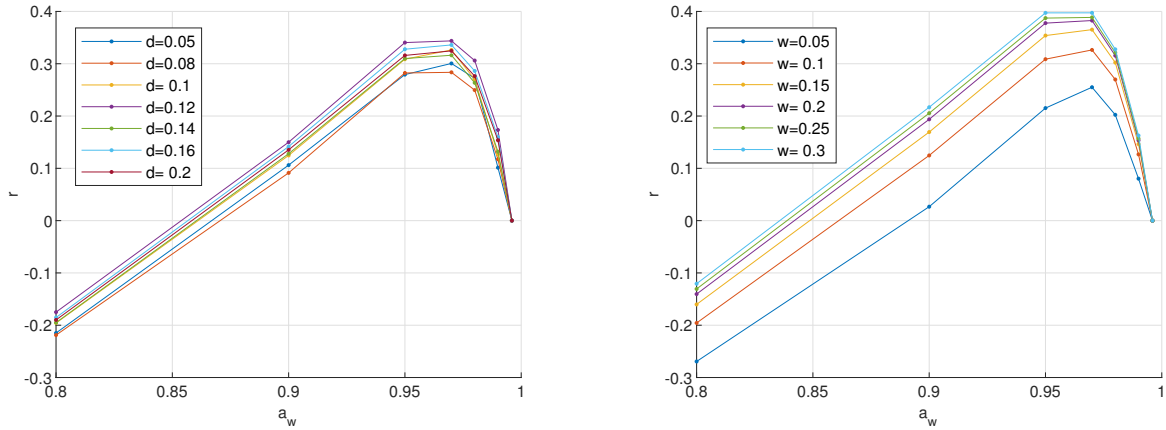 0.4
0.3
0.2
0.1
0
-0.1
-0.2
-0.3
r
d=0.05
d=0.08
d= 0.1
d=0.12
d=0.14
d=0.16
d= 0.2
0.8
0.85
0.9
0.95
1
a_w
0.4
0.3
0.2
0.1
0
-0.1
-0.2
-0.3
r
w=0.05
w= 0.1
w=0.15
w= 0.2
w=0.25
w= 0.3
0.8
0.85
0.9
0.95
1
a_w